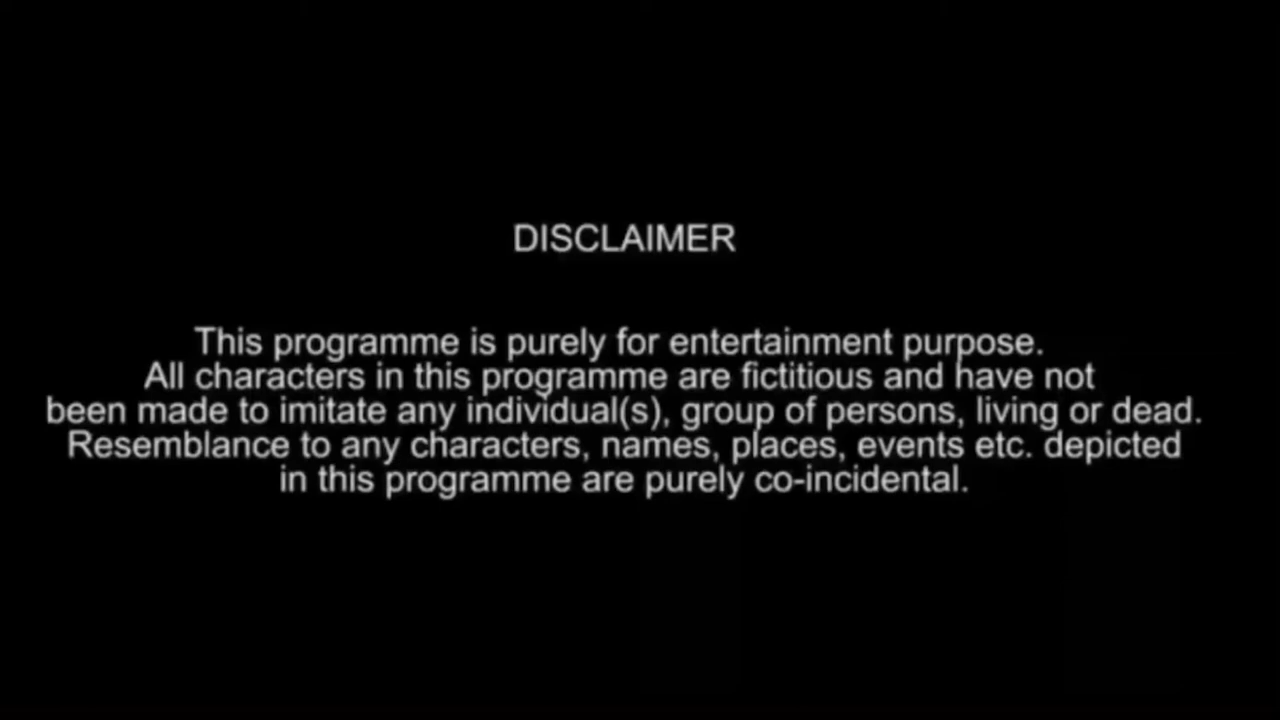 DISCLAIMER
This programme is purely for entertainment purpose.
All characters in this programme are fictitious and have not
been made to imitate any individual(s), group of persons, living or dead.
Resemblance to any characters, names, places, events etc. depicted
in this programme are purely co-incidental.